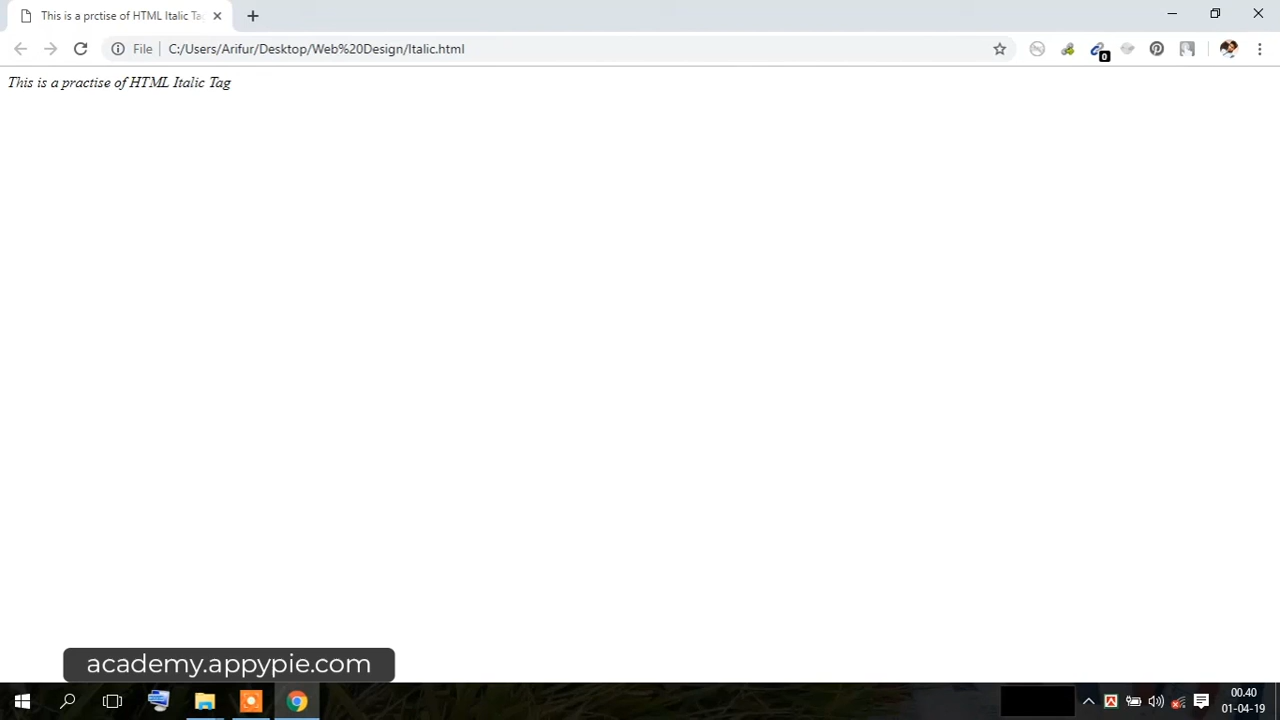 This is a prctise of HTML Italic Ta
File C:/Users/Arifur/Desktop/Web%20Design/Italic.html
0
This is a practise of HTML Italic Tag
academy.appypie.com
00.40
01-04-19